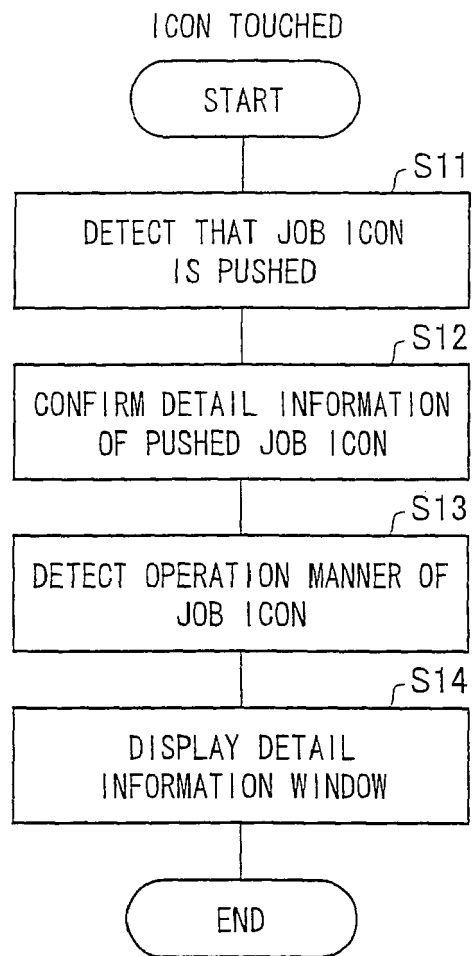 ICON TOUCHED
START
S11
DETECT THAT JOB ICON
IS PUSHED
S12
CONFIRM DETAIL INFORMATION
OF PUSHED JOB ICON
S13
DETECT OPERATION MANNER OF
JOB ICON
S14
DISPLAY DETAIL
INFORMATION WINDOW
END